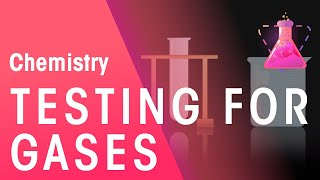 Chemistry
TESTING FOR
GASES